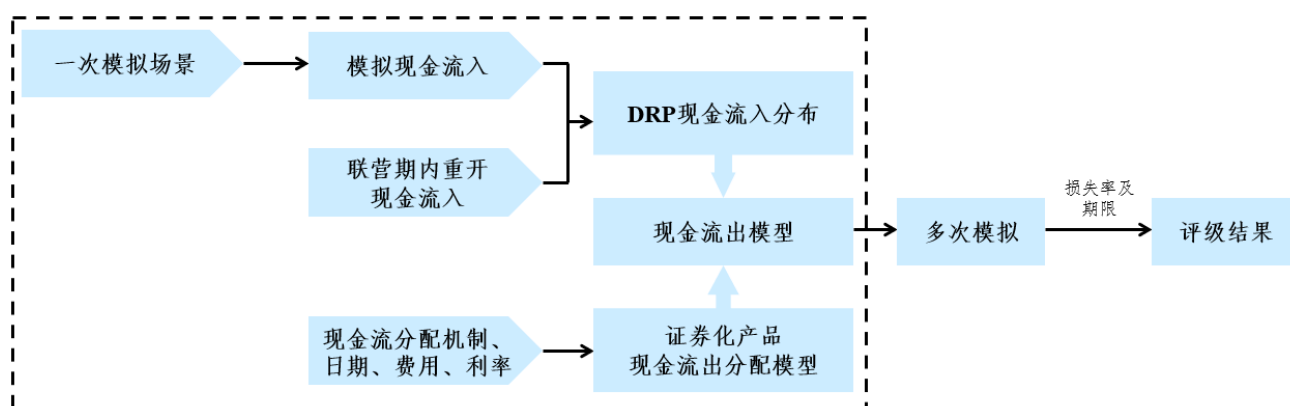 一次模拟场景
模拟现金流入
联营期内重开
现金流入
DRP现金流入分布
现金流出模型
多次模拟
损失率及
期限
评级结果
现金流分配机制、
日期、费用、利率
证券化产品
现金流出分配模型